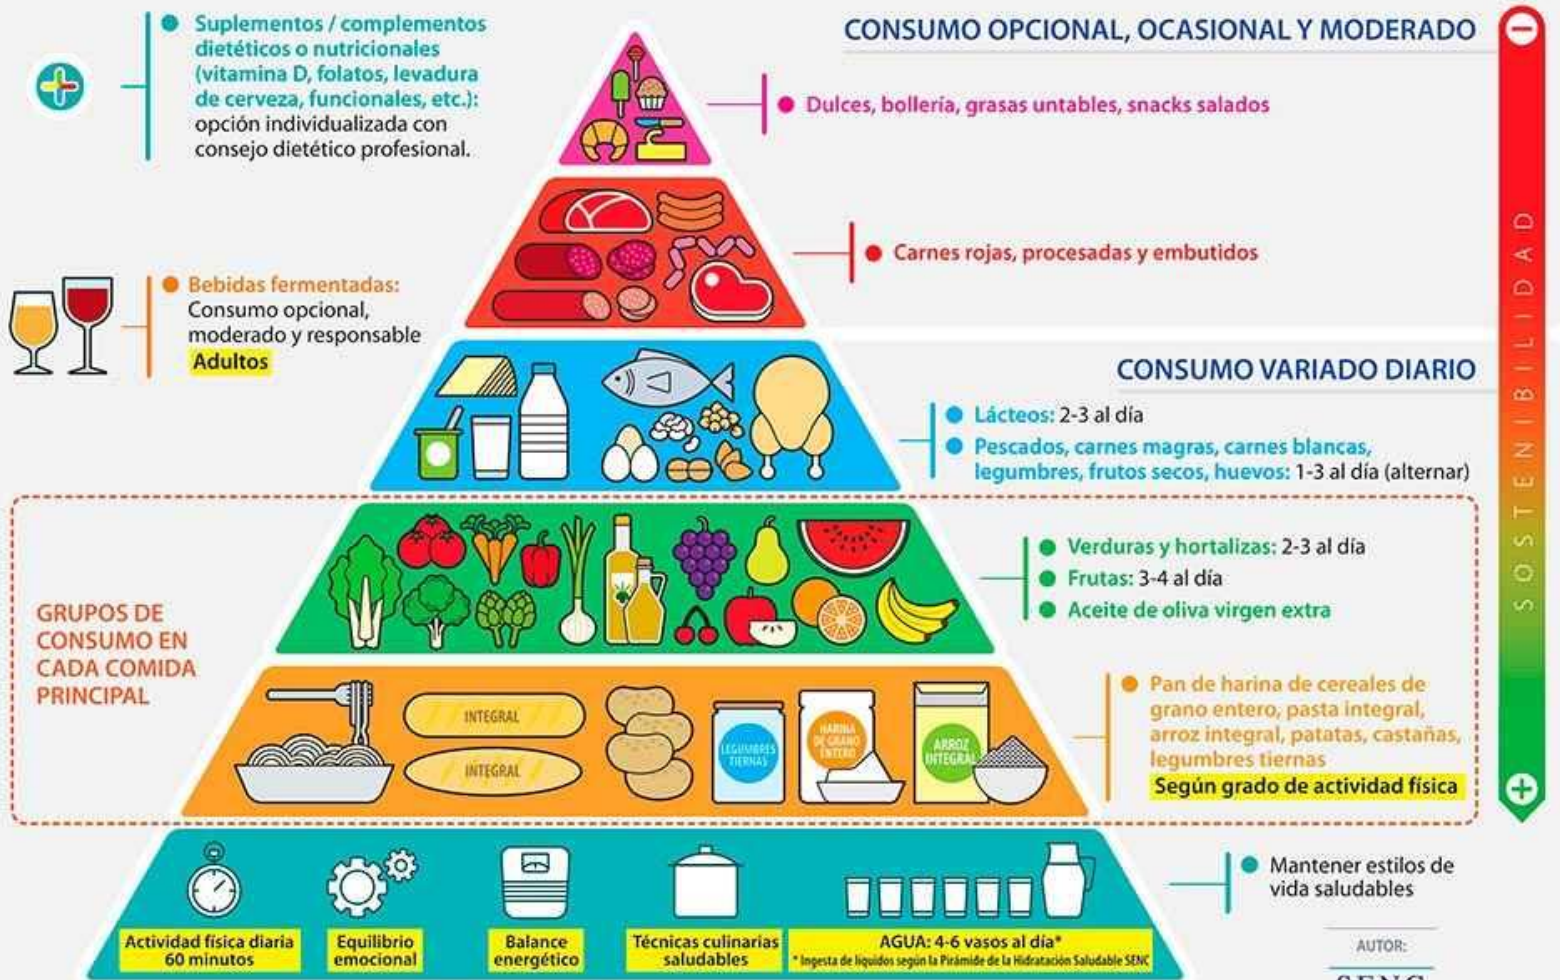 Suplementos / complementos
dietéticos o nutricionales
(vitamina D, folatos, levadura
de cerveza, funcionales, etc.):
opción individualizada con
consejo dietético profesional.
CONSUMO OPCIONAL, OCASIONAL Y MODERADO
Dulces, bollería, grasas untables, snacks salados
Carnes rojas, procesadas y embutidos
Bebidas fermentadas:
Consumo opcional,
moderado y responsable
Adultos
CONSUMO VARIADO DIARIO
Lácteos: 2-3 al día
Pescados, carnes magras, carnes blancas,
legumbres, frutos secos, huevos: 1-3 al día (alternar)
SOSTENIBILIDAD
GRUPOS DE
CONSUMO EN
CADA COMIDA
PRINCIPAL
Verduras y hortalizas: 2-3 al día
Frutas: 3-4 al día
Aceite de oliva virgen extra
INTEGRAL
INTEGRAL
LEGUMBRES
TIERNAS
HARINA
DE GRANO
ENTERO
ARROZ
INTEGRAL
Pan de harina de cereales de
grano entero, pasta integral,
arroz integral, patatas, castañas,
legumbres tiernas
Según grado de actividad física
Mantener estilos de
vida saludables
Actividad física diaria
60 minutos
Equilibrio
emocional
Balance
energético
Técnicas culinarias
saludables
AGUA: 4-6 vasos al día*
* Ingesta de líquidos según la Pirámide de la Hidratación Saludable SENC
AUTOR:
SENC